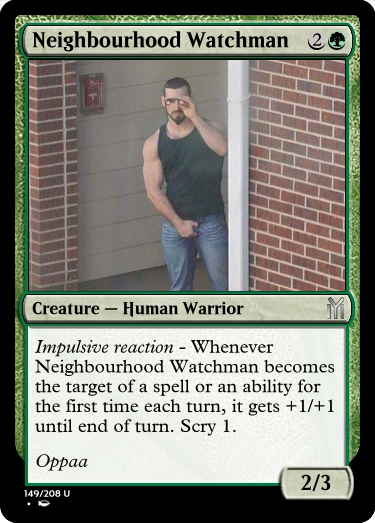 Neighbourhood Watchman 2
Creature — Human Warrior
Impulsive reaction - Whenever
Neighbourhood Watchman becomes
the target of a spell or an ability for
the first time each turn, it gets +1/+1
until end of turn. Scry 1.
Oppaa
2/3
149/208 U